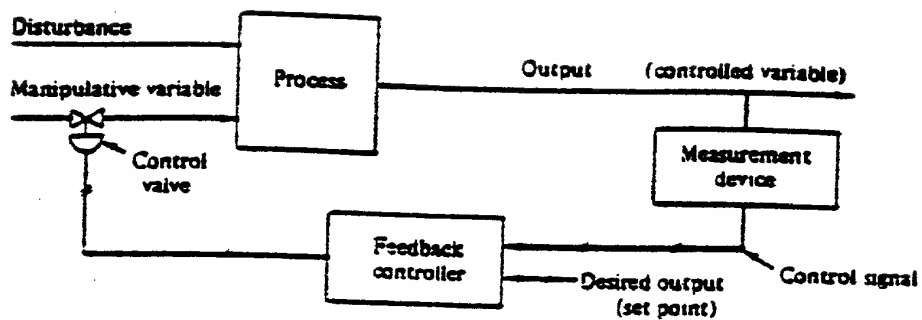 Disturbance
Process
Manipulative variable
Output (controlled variable)
Control
valve
Measurement
device
Feedback
controller
Desired output
(set point)
Control signal